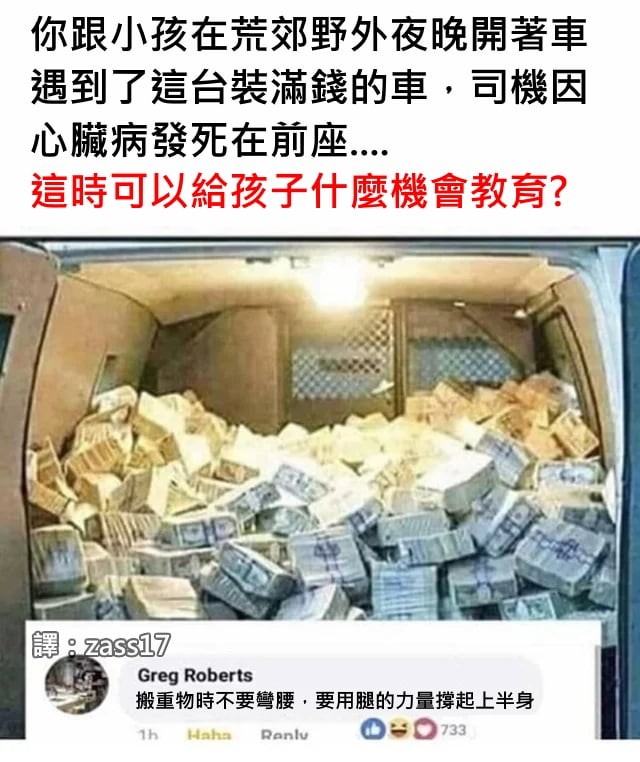 你跟小孩在荒郊野外夜晚開著車
遇到了這台裝滿錢的車，司機因
心臟病發死在前座....
這時可以給孩子什麼機會教育?
譯：zass17
Greg Roberts
搬重物時不要彎腰，要用腿的力量撐起上半身
1h Haha Reply 733